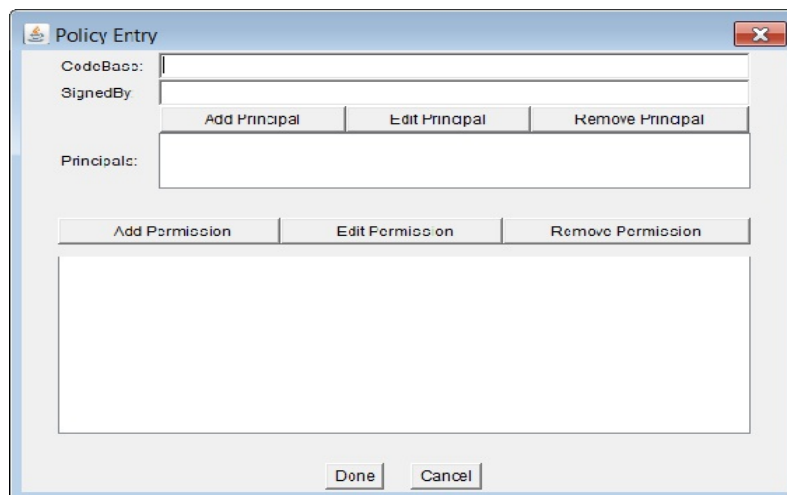 Policy Entry
CodeBase:
SignedBy:
Add Principal Edit Principal Remove Principal
Principals:
Add Permission Edit Permission Remove Permission
Done Cancel